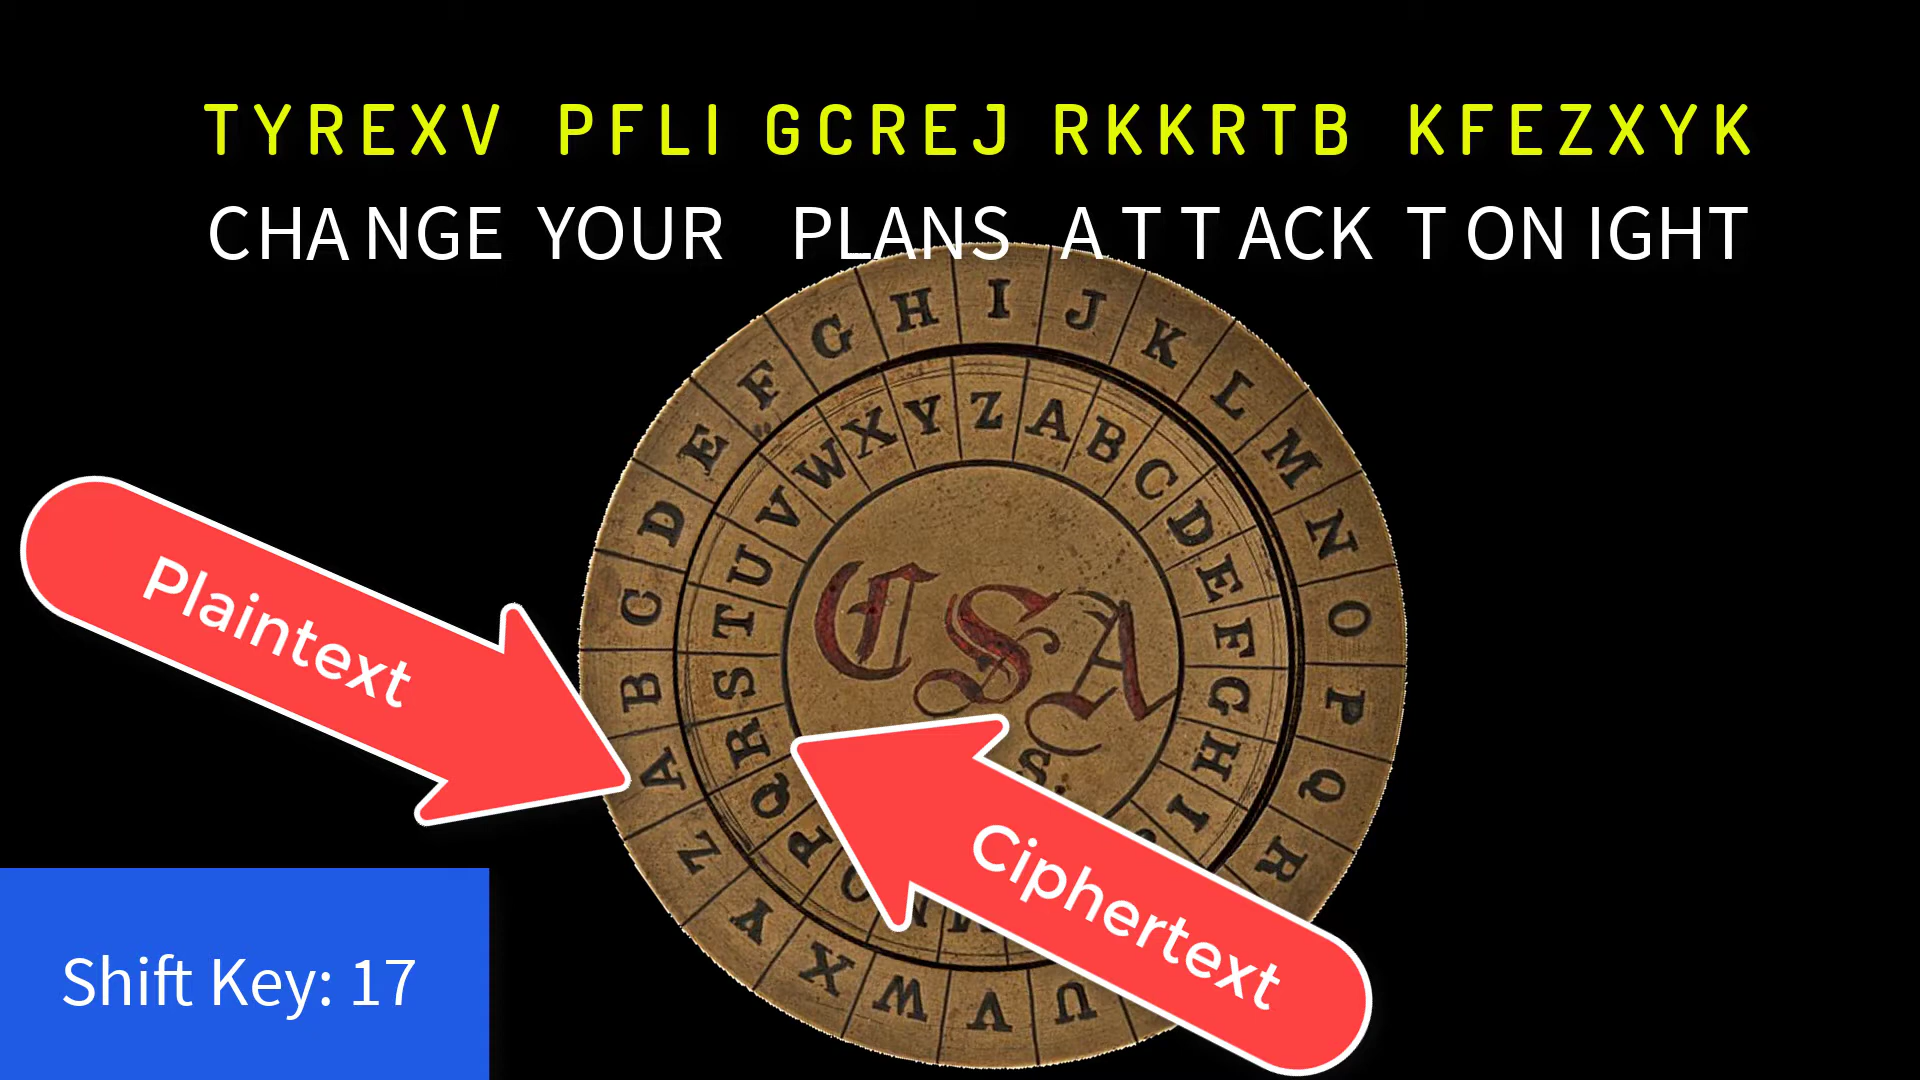 TYREXV PFLI GCREJ RKKRTB KFEZXYK
CHANGE YOUR PLANS ATTACK TONIGHT
A B C D E F G H I J K L M N O P Q R U V W X Y Z
Q R S T U V W X Y Z A B C D E F G H I
P O N M
CSA
S.
Plaintext
Ciphertext
Shift Key: 17